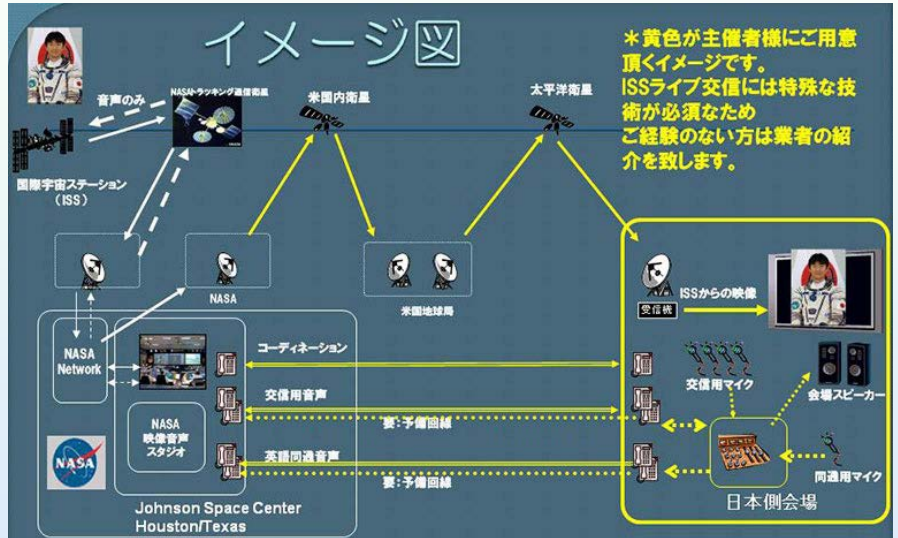 イメージ図
＊黄色が主催者様にご用意
頂くイメージです。
ISSライブ交信には特殊な技
術が必須なため
ご経験のない方は業者の紹
介を致します。
音声のみ
NASAトラッキング通信衛星
米国内衛星
太平洋衛星
国際宇宙ステーション
（ISS）
NASA
米国地球局
受信機
ISSからの映像
NASA
Network
コーディネーション
交信用音声
要：予備回線
英語同通音声
要：予備回線
NASA
映像音声
スタジオ
NASA
交信用マイク
会場スピーカー
同通用マイク
日本側会場
Johnson Space Center
Houston/Texas